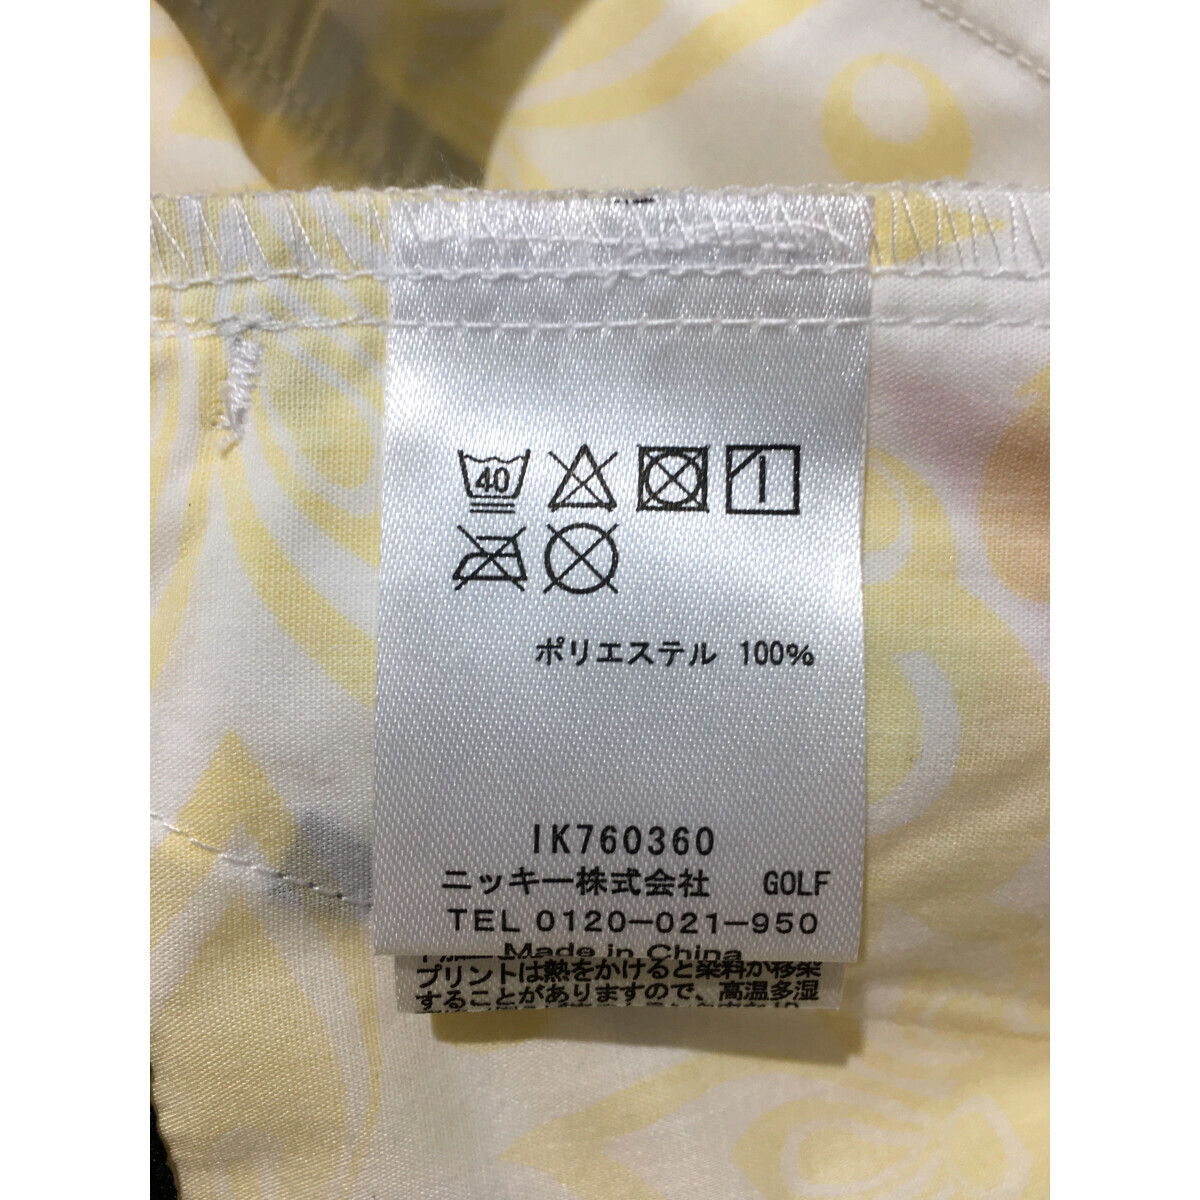 40
ポリエステル 100%
IK760360
ニッキー株式会社 GOLF
TEL 0120-021-950
Made in China
プリントは熱をかけると染料が移染
することがありますので、高温多湿